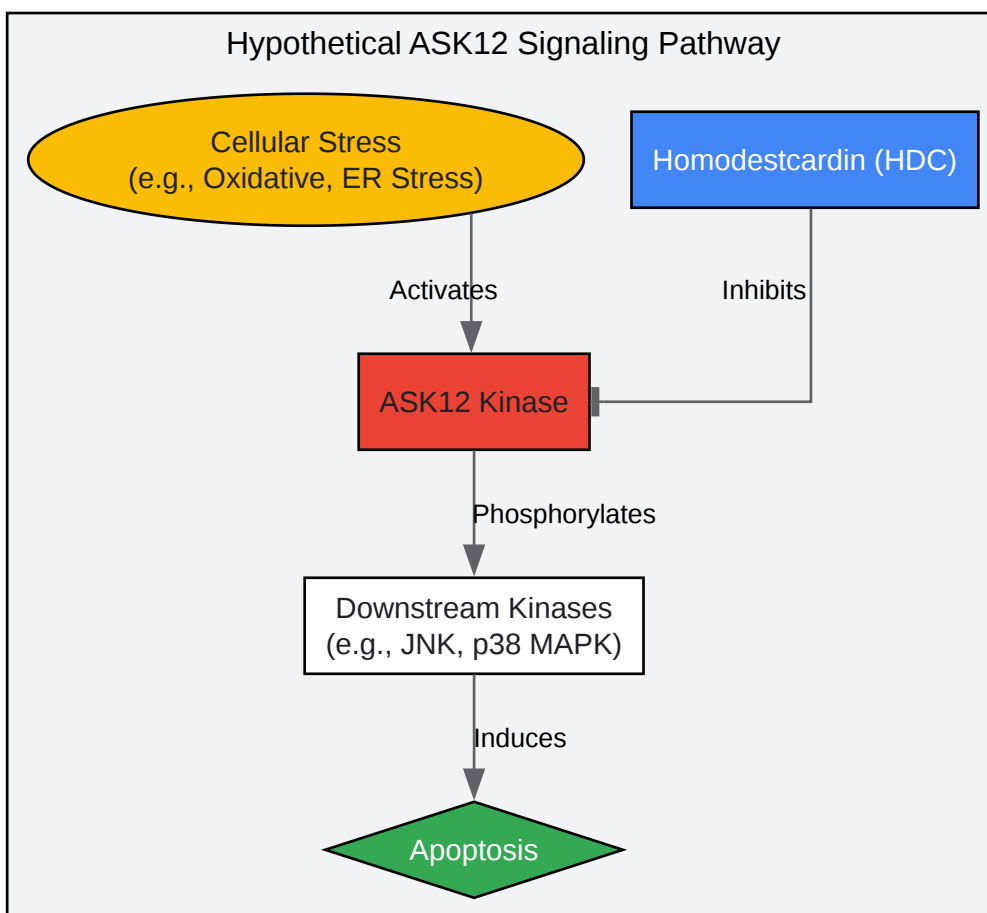 Hypothetical ASK12 Signaling Pathway
Cellular Stress
(e.g., Oxidative, ER Stress)
Homodestcardin (HDC)
Activates
Inhibits
ASK12 Kinase
Phosphorylates
Downstream Kinases
(e.g., JNK, p38 MAPK)
Induces
Apoptosis